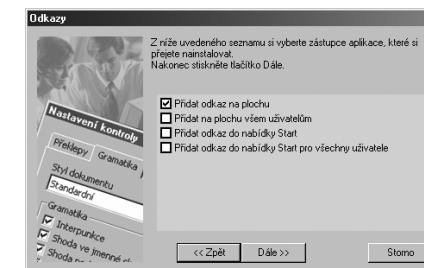 Odkazy
Z níže uvedeného seznamu si vyberte zástupce aplikace, které si
přejete nainstalovat.
Nakonec stiskněte tlačítko Dále.
Přidat odkaz na plochu
Přidat na plochu všem uživatelům
Přidat odkaz do nabídky Start
Přidat odkaz do nabídky Start pro všechny uživatele
Nastavení kontroly
Překlepy
Gramatika
Styl dokumentu
Standardní
Gramatika
Interpunkce
Shoda ve jmenné
Shoda
<< Zpět
Dále >>
Storno